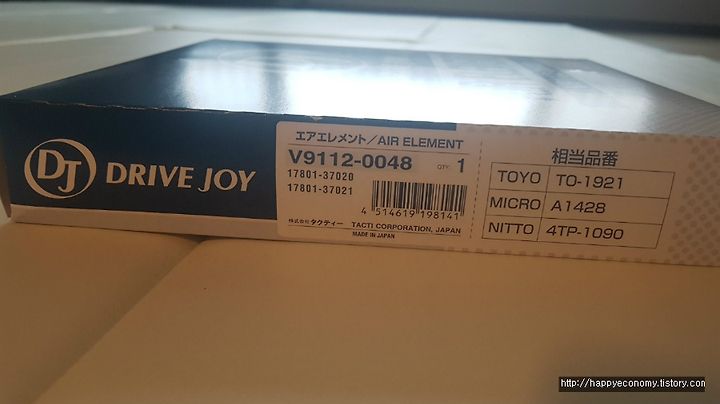 DJ DRIVE JOY
エアエレメント／AIR ELEMENT
V9112-0048 QTY. 1
17801-37020
17801-37021
4 514619 198141
株式会社 タクティー TACTI CORPORATION, JAPAN
MADE IN JAPAN
相当品番
TOYO TO-1921
MICRO A1428
NITTO 4TP-1090
http://happyeconomy.tistory.com